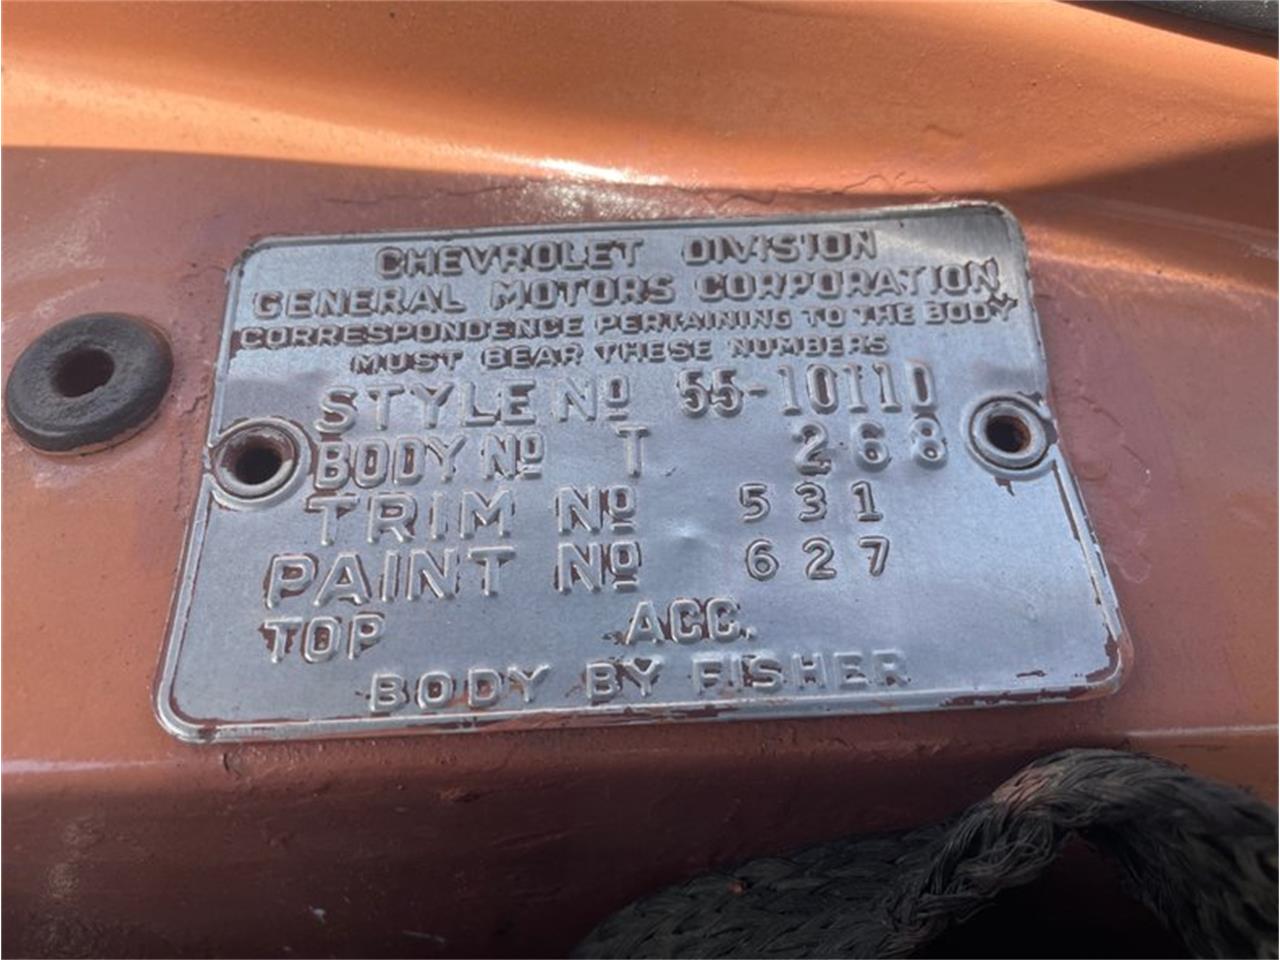 CHEVROLET DIVISION
GENERAL MOTORS CORPORATION
CORRESPONDENCE PERTAINING TO THE BODY
MUST BEAR THESE NUMBERS
STYLE Nº 55-1011D
BODY Nº T 268
TRIM Nº 531
PAINT Nº 627
TOP ACC.
BODY BY FISHER